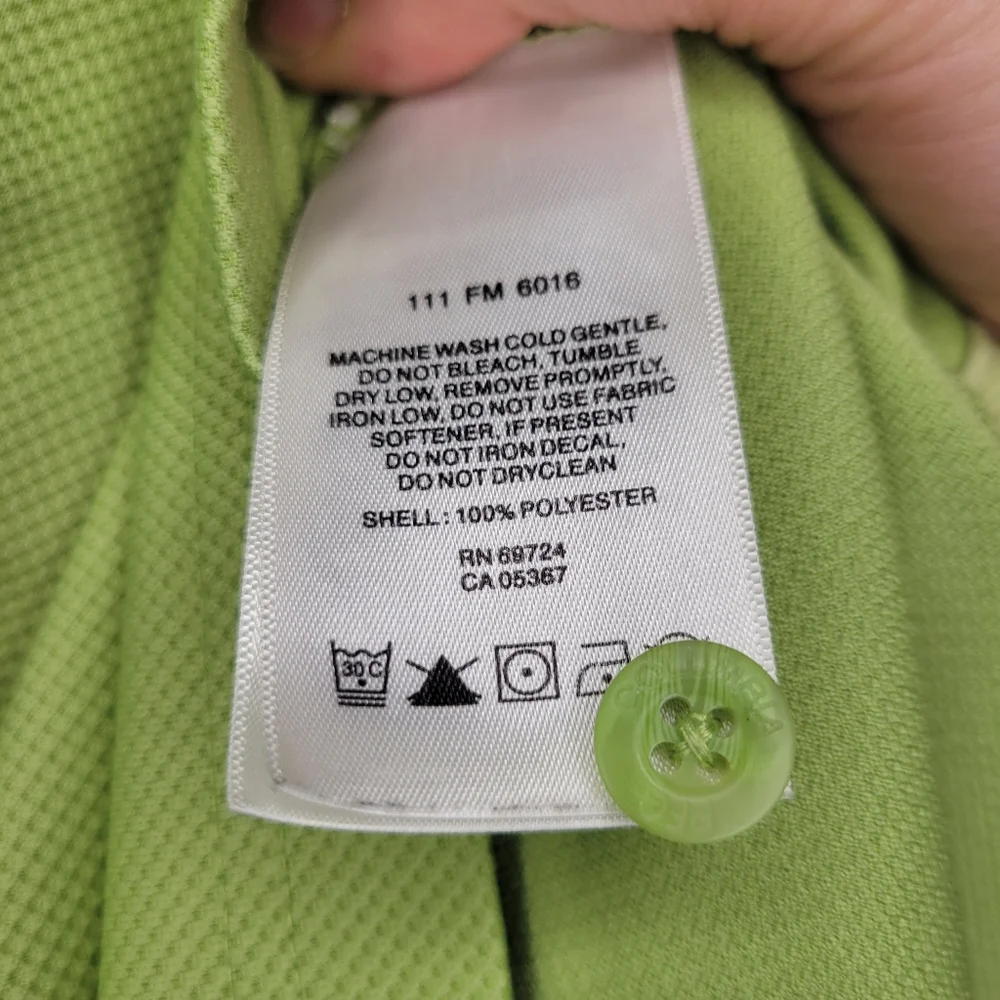 111 FM 6016
MACHINE WASH COLD GENTLE,
DO NOT BLEACH, TUMBLE
DRY LOW, REMOVE PROMPTLY,
IRON LOW, DO NOT USE FABRIC
SOFTENER, IF PRESENT
DO NOT IRON DECAL,
DO NOT DRYCLEAN
SHELL : 100% POLYESTER
RN 69724
CA 05367
30 C